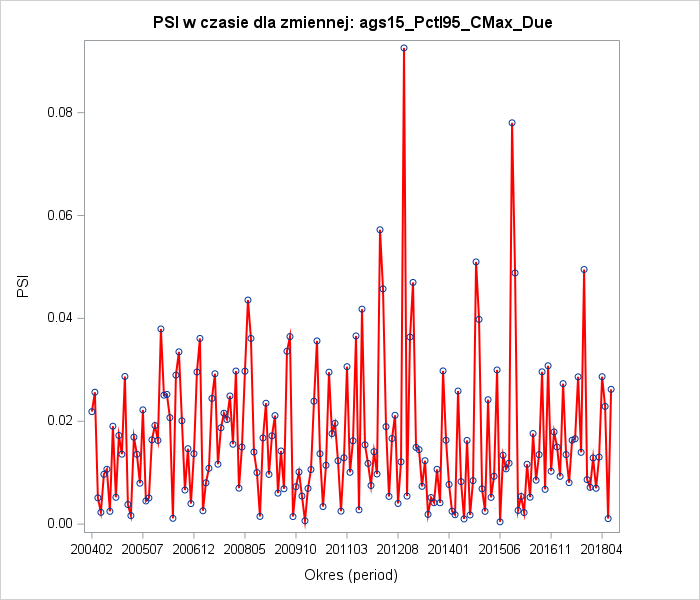 PSI w czasie dla zmiennej: ags15_Pctl95_CMax_Due
0.08
0.06
0.04
0.02
0.00
PSI
200402 200507 200612 200805 200910 201103 201208 201401 201506 201611 201804
Okres (period)